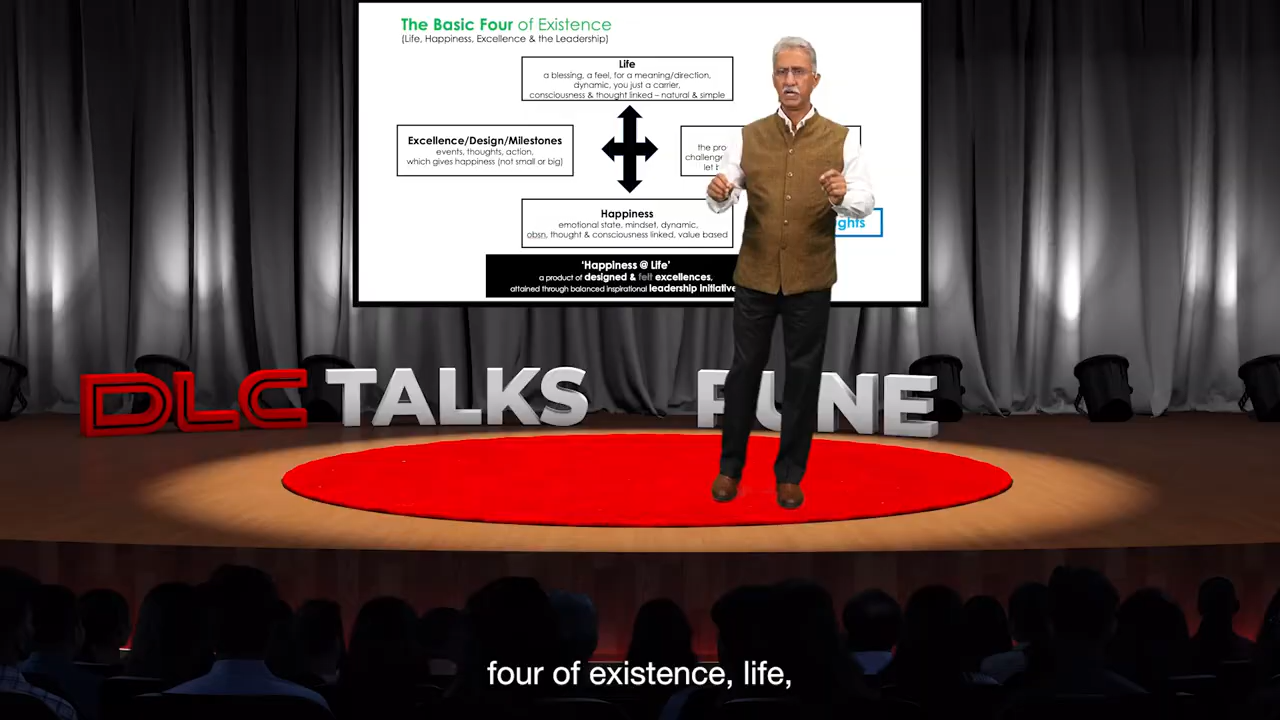 The Basic Four of Existence
(Life, Happiness, Excellence & the Leadership)
Life
a blessing, a feel, for a meaning/direction,
dynamic, you just a carrier,
consciousness & thought linked – natural & simple
Excellence/Design/Milestones
events, thoughts, action,
which gives happiness (not small or big)
the pro
challenge
let b
Happiness
emotional state, mindset, dynamic,
obsn, thought & consciousness linked, value based
ghts
'Happiness @ Life'
a product of designed & felt excellences,
attained through balanced inspirational leadership initiative
DLC TALKS PUNE
four of existence, life,